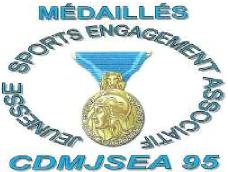 MÉDAILLÉS
JEUNESSE SPORTS ENGAGEMENT ASSOCIATIF
CDMJSEA 95